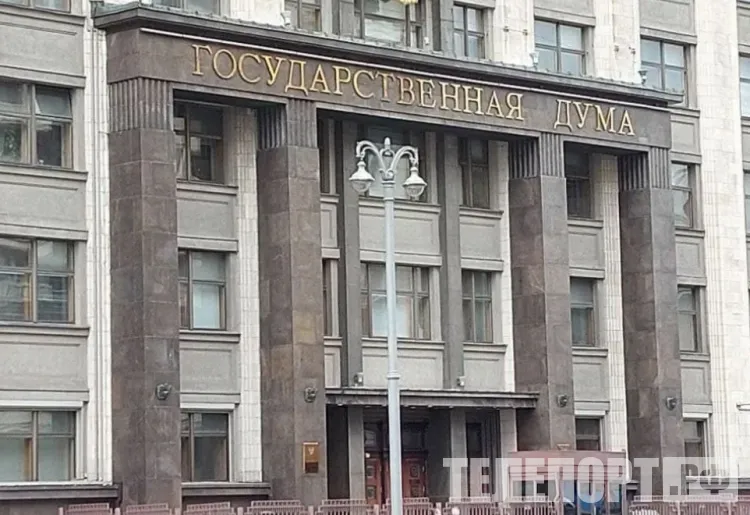 ГОСУДАРСТВЕННАЯ ДУМА
ТЕЛЕПОРТ.РФ